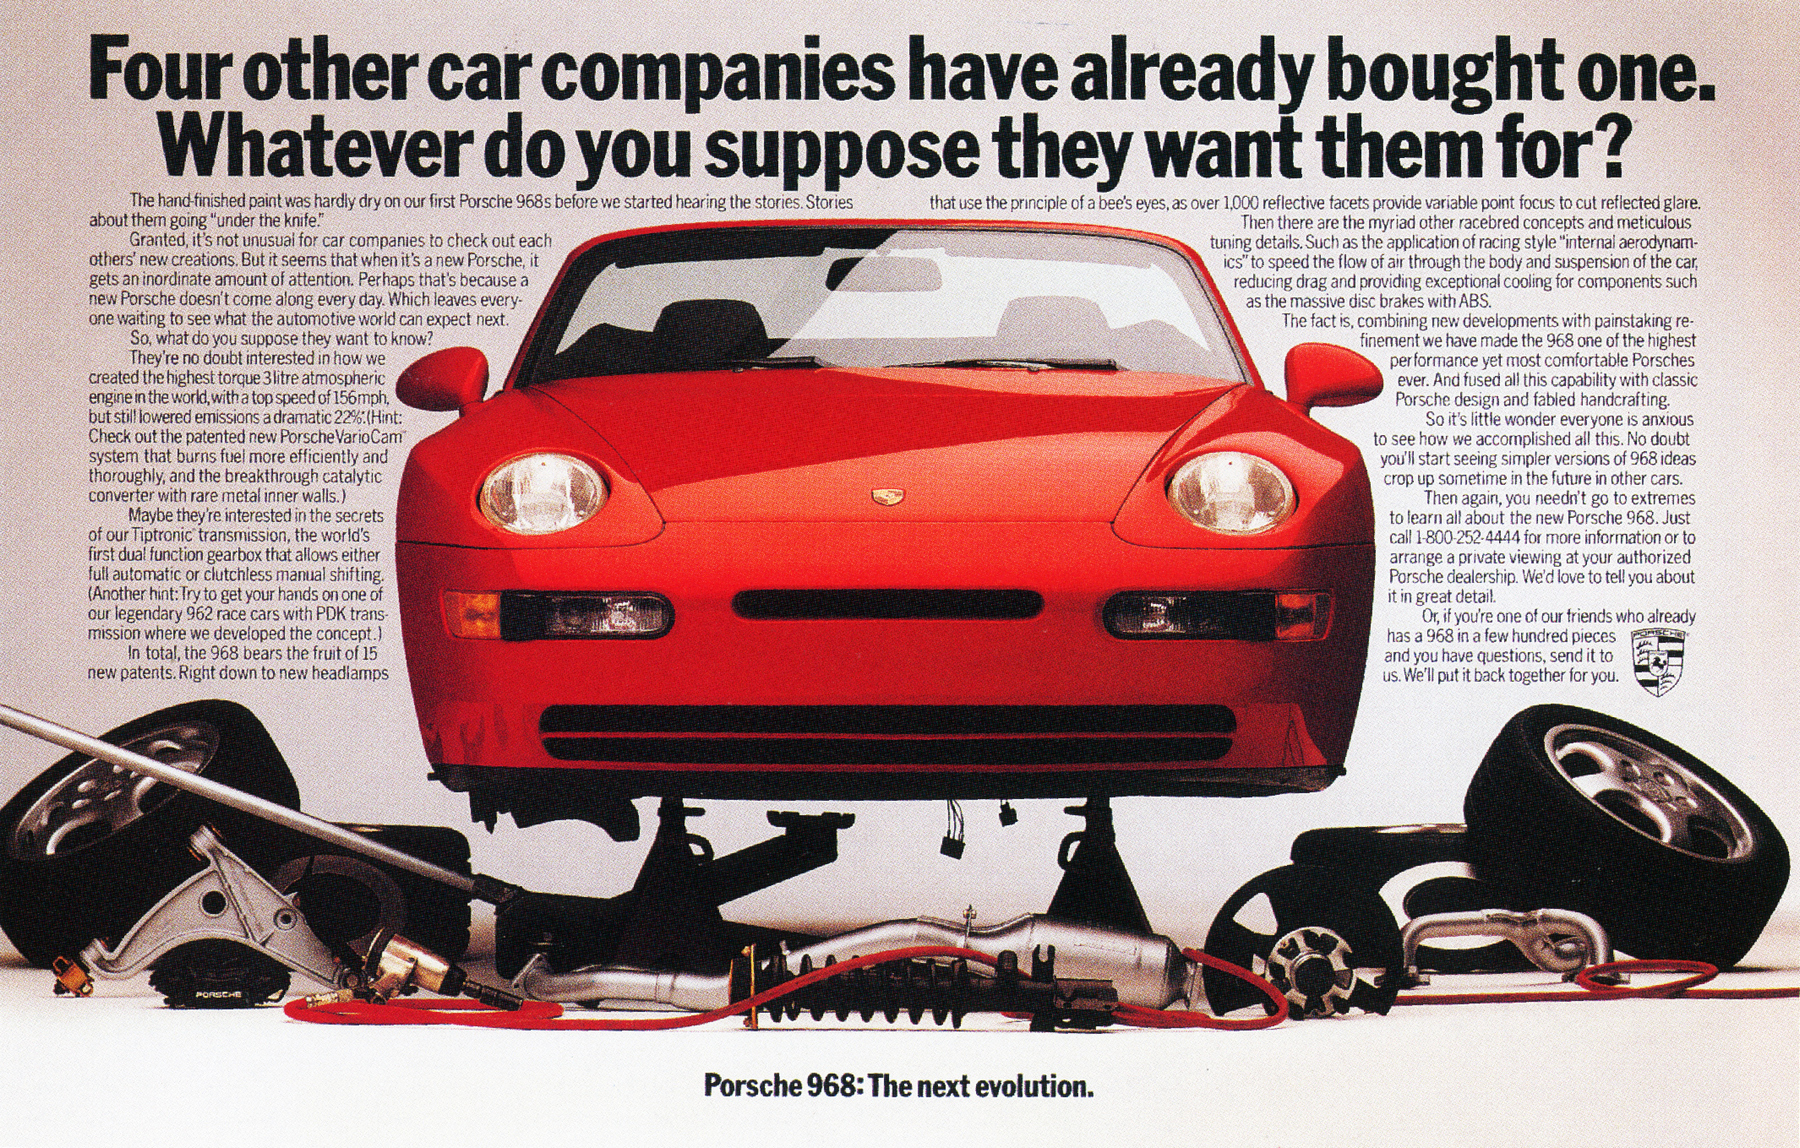 Four other car companies have already bought one.
Whatever do you suppose they want them for?
The hand-finished paint was hardly dry on our first Porsche 968s before we started hearing the stories. Stories
about them going "under the knife."
Granted, it's not unusual for car companies to check out each
others' new creations. But it seems that when it's a new Porsche, it
gets an inordinate amount of attention. Perhaps that's because a
new Porsche doesn't come along every day. Which leaves every-
one waiting to see what the automotive world can expect next.
So, what do you suppose they want to know?
They're no doubt interested in how we
created the highest torque 3 litre atmospheric
engine in the world, with a top speed of 156 mph,
but still lowered emissions a dramatic 22%. (Hint:
Check out the patented new Porsche VarioCam™
system that burns fuel more efficiently and
thoroughly, and the breakthrough catalytic
converter with rare metal inner walls.)
Maybe they're interested in the secrets
of our Tiptronic® transmission, the world's
first dual function gearbox that allows either
full automatic or clutchless manual shifting.
(Another hint: Try to get your hands on one of
our legendary 962 race cars with PDK trans-
mission where we developed the concept.)
In total, the 968 bears the fruit of 15
new patents. Right down to new headlamps
that use the principle of a bee's eyes, as over 1,000 reflective facets provide variable point focus to cut reflected glare.
Then there are the myriad other racebred concepts and meticulous
tuning details. Such as the application of racing style "internal aerodynam-
ics" to speed the flow of air through the body and suspension of the car,
reducing drag and providing exceptional cooling for components such
as the massive disc brakes with ABS.
The fact is, combining new developments with painstaking re-
finement we have made the 968 one of the highest
performance yet most comfortable Porsches
ever. And fused all this capability with classic
Porsche design and fabled handcrafting.
So it's little wonder everyone is anxious
to see how we accomplished all this. No doubt
you'll start seeing simpler versions of 968 ideas
crop up sometime in the future in other cars.
Then again, you needn't go to extremes
to learn all about the new Porsche 968. Just
call 1-800-252-4444 for more information or to
arrange a private viewing at your authorized
Porsche dealership. We'd love to tell you about
it in great detail.
Or, if you're one of our friends who already
has a 968 in a few hundred pieces
and you have questions, send it to
us. We'll put it back together for you.
PORSCHE
PORSCHE
Porsche 968: The next evolution.